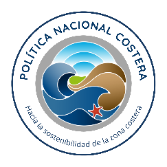 POLÍTICA NACIONAL COSTERA
Hacia la sostenibilidad de la zona costera